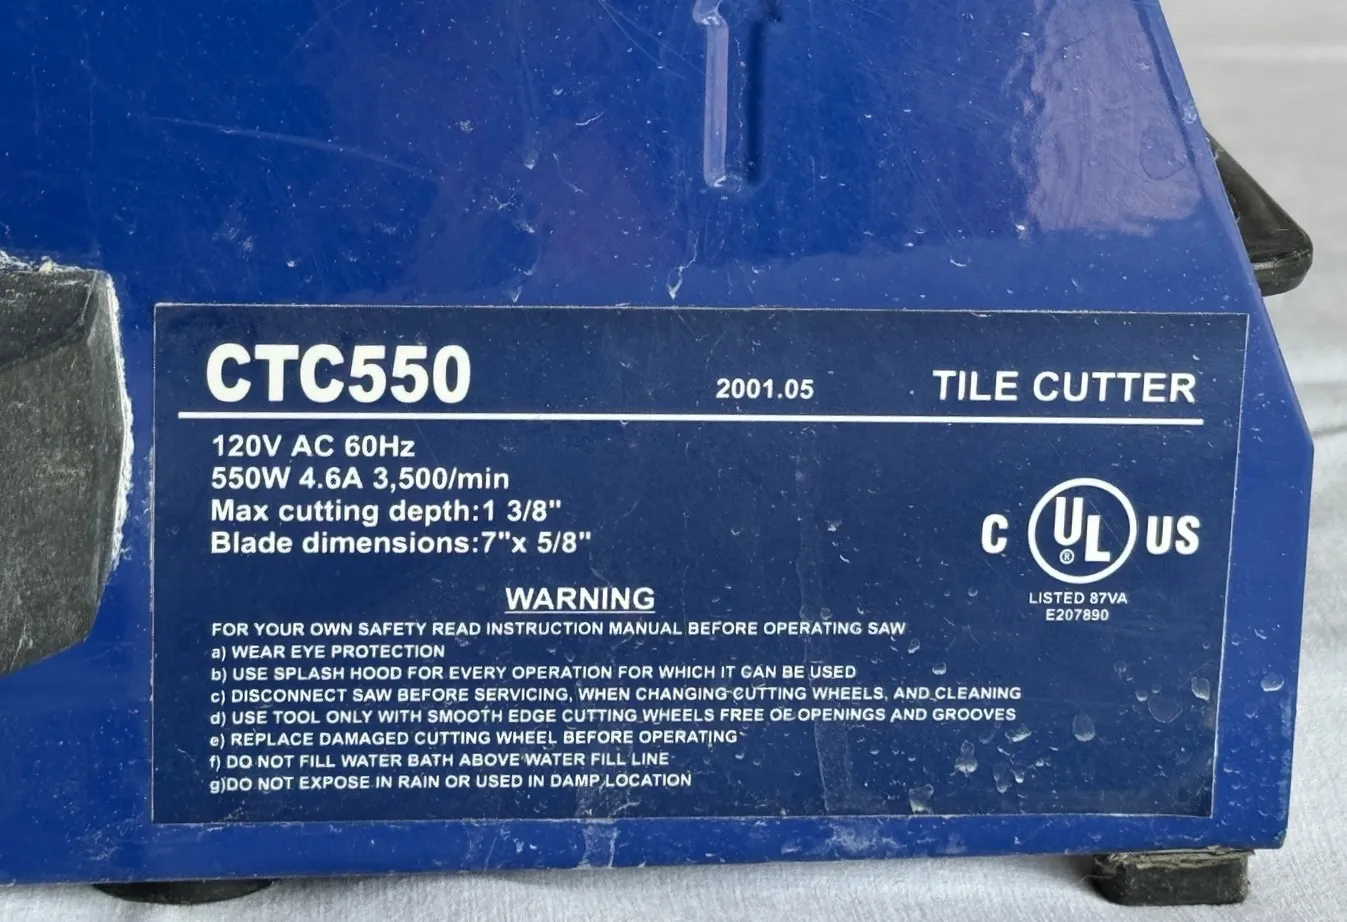 CTC550 2001.05 TILE CUTTER
120V AC 60Hz
550W 4.6A 3,500/min
Max cutting depth:1 3/8"
Blade dimensions:7"x 5/8"
C UL® US
LISTED 87VA
E207890
WARNING
FOR YOUR OWN SAFETY READ INSTRUCTION MANUAL BEFORE OPERATING SAW
a) WEAR EYE PROTECTION
b) USE SPLASH HOOD FOR EVERY OPERATION FOR WHICH IT CAN BE USED
c) DISCONNECT SAW BEFORE SERVICING, WHEN CHANGING CUTTING WHEELS, AND CLEANING
d) USE TOOL ONLY WITH SMOOTH EDGE CUTTING WHEELS FREE OF OPENINGS AND GROOVES
e) REPLACE DAMAGED CUTTING WHEEL BEFORE OPERATING
f) DO NOT FILL WATER BATH ABOVE WATER FILL LINE
g)DO NOT EXPOSE IN RAIN OR USED IN DAMP LOCATION